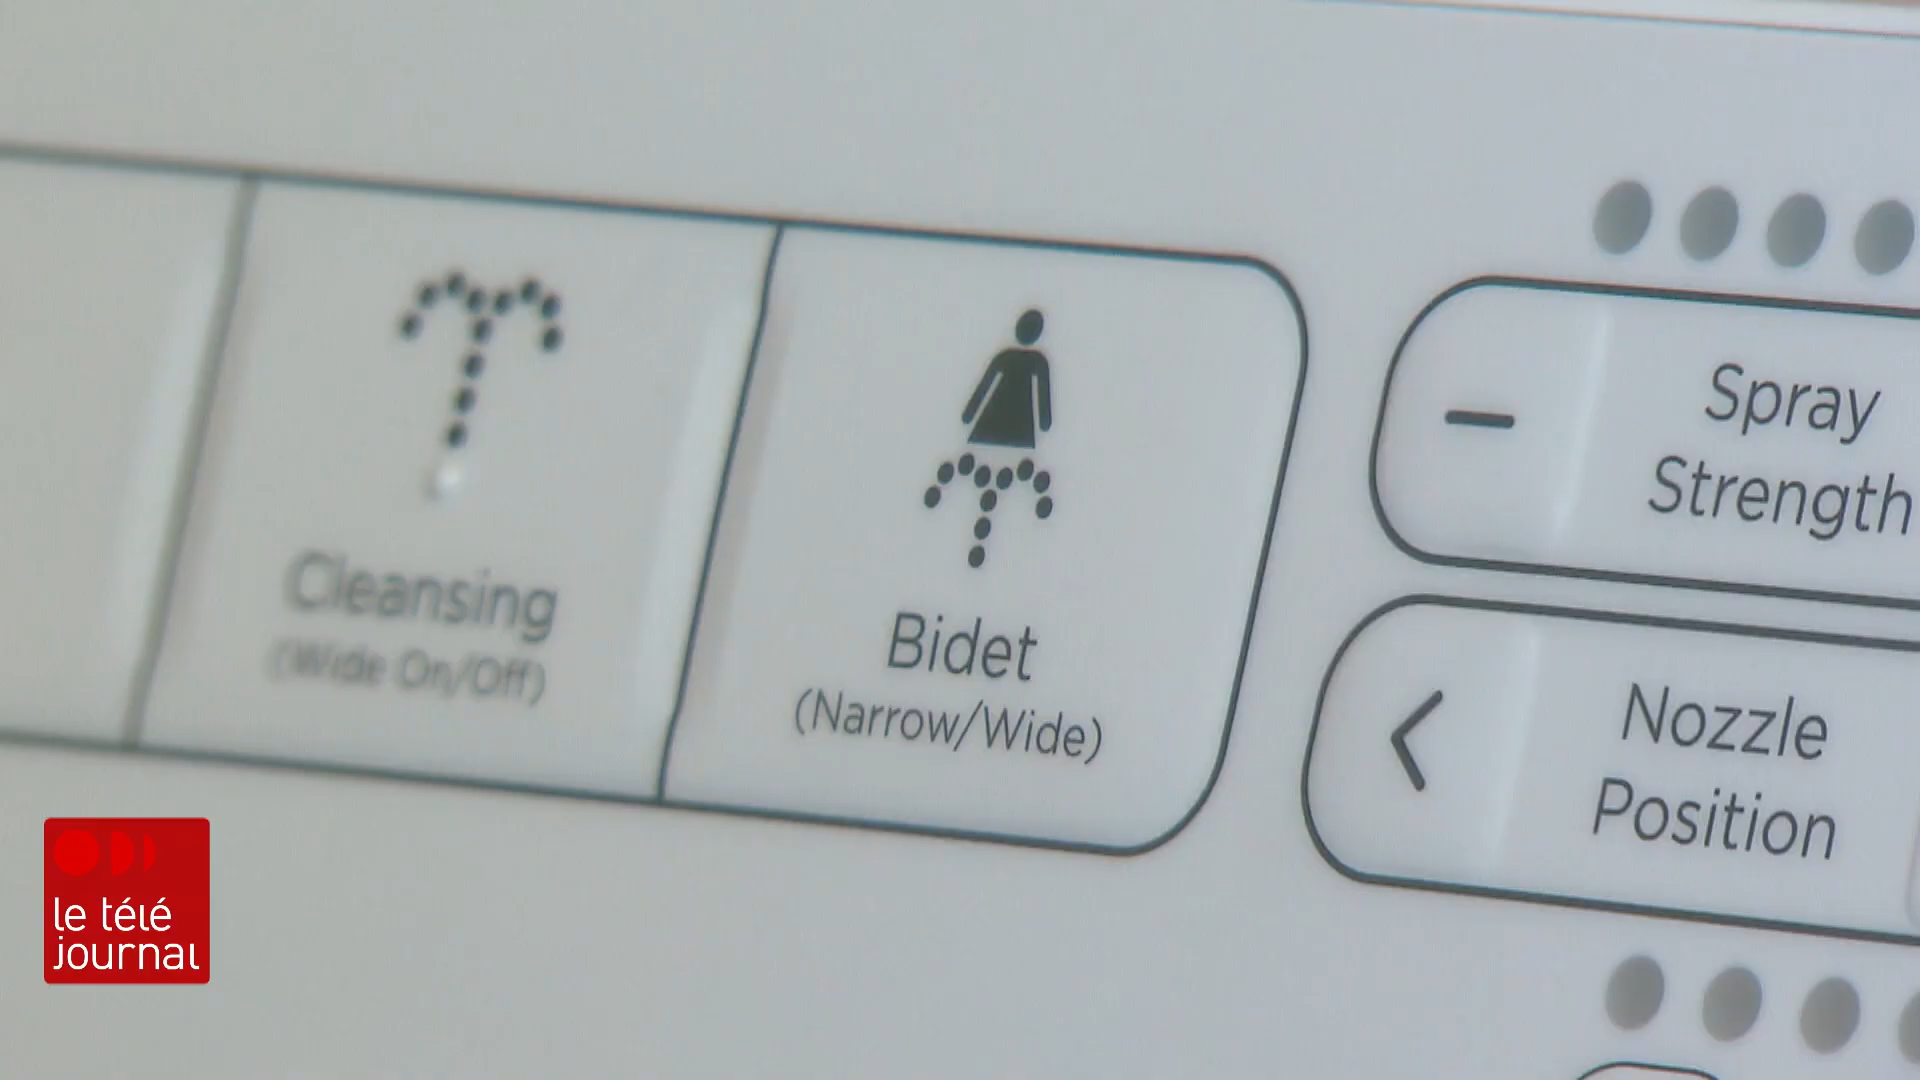 Cleansing
(Wide On/Off)
Bidet
(Narrow/Wide)
Spray
Strength
Nozzle
Position
le télé
journal